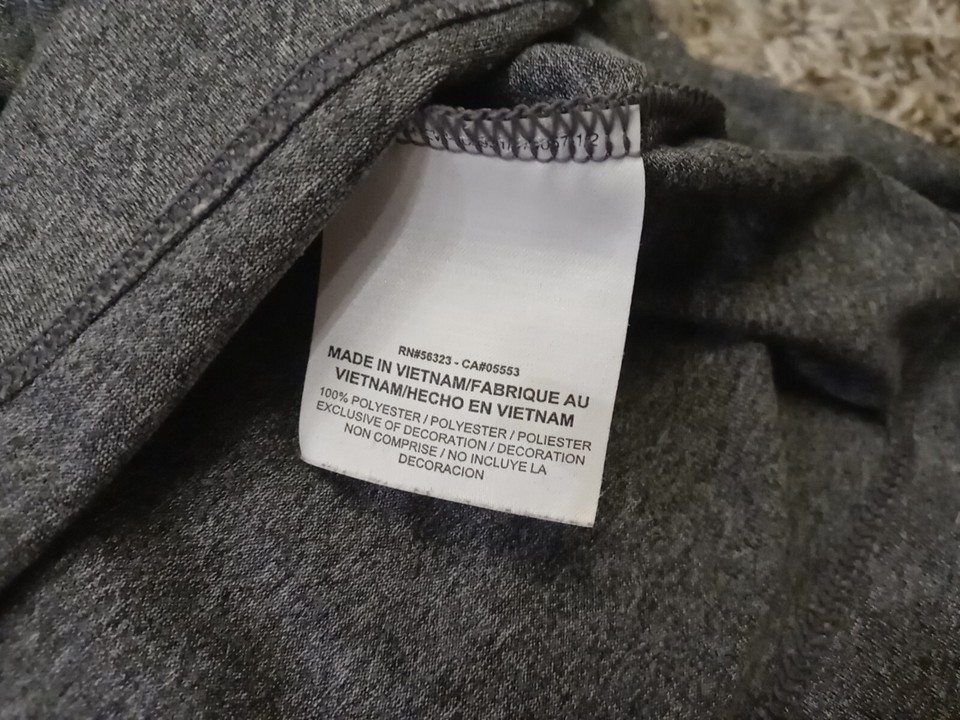 RN#56323 - CA#05553
MADE IN VIETNAM/FABRIQUE AU
VIETNAM/HECHO EN VIETNAM
100% POLYESTER / POLYESTER / POLIESTER
EXCLUSIVE OF DECORATION / DECORATION
NON COMPRISE / NO INCLUYE LA
DECORACION